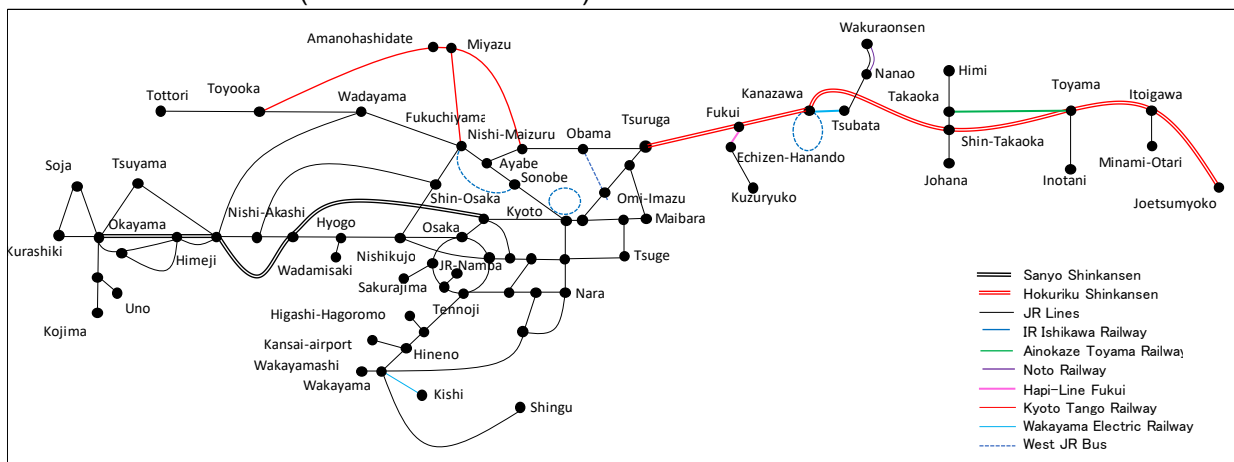 Wakuraonsen
Amanohashidate
Miyazu
Himi
Nanao
Toyooka
Kanazawa
Takaoka
Toyama
Itoigawa
Tottori
Wadayama
Fukui
Fukuchiyama
Tsuruga
Nishi-Maizuru
Obama
Tsubata
Shin-Takaoka
Echizen-Hanando
Minami-Otari
Ayabe
Soja
Tsuyama
Sonobe
Johana
Inotani
Shin-Osaka
Omi-Imazu
Kuzuryuko
Joetsumyoko
Okayama
Nishi-Akashi
Hyogo
Osaka
Kyoto
Maibara
Kurashiki
Himeji
Wadamisaki
Nishikujo
JR-Namba
Tsuge
Sakurajima
Uno
Nara
Kojima
Tennoji
Higashi-Hagoromo
Kansai-airport
Hineno
Wakayamashi
Wakayama
Kishi
Shingu
Sanyo Shinkansen
Hokuriku Shinkansen
JR Lines
IR Ishikawa Railway
Ainokaze Toyama Railway
Noto Railway
Hapi-Line Fukui
Kyoto Tango Railway
Wakayama Electric Railway
West JR Bus